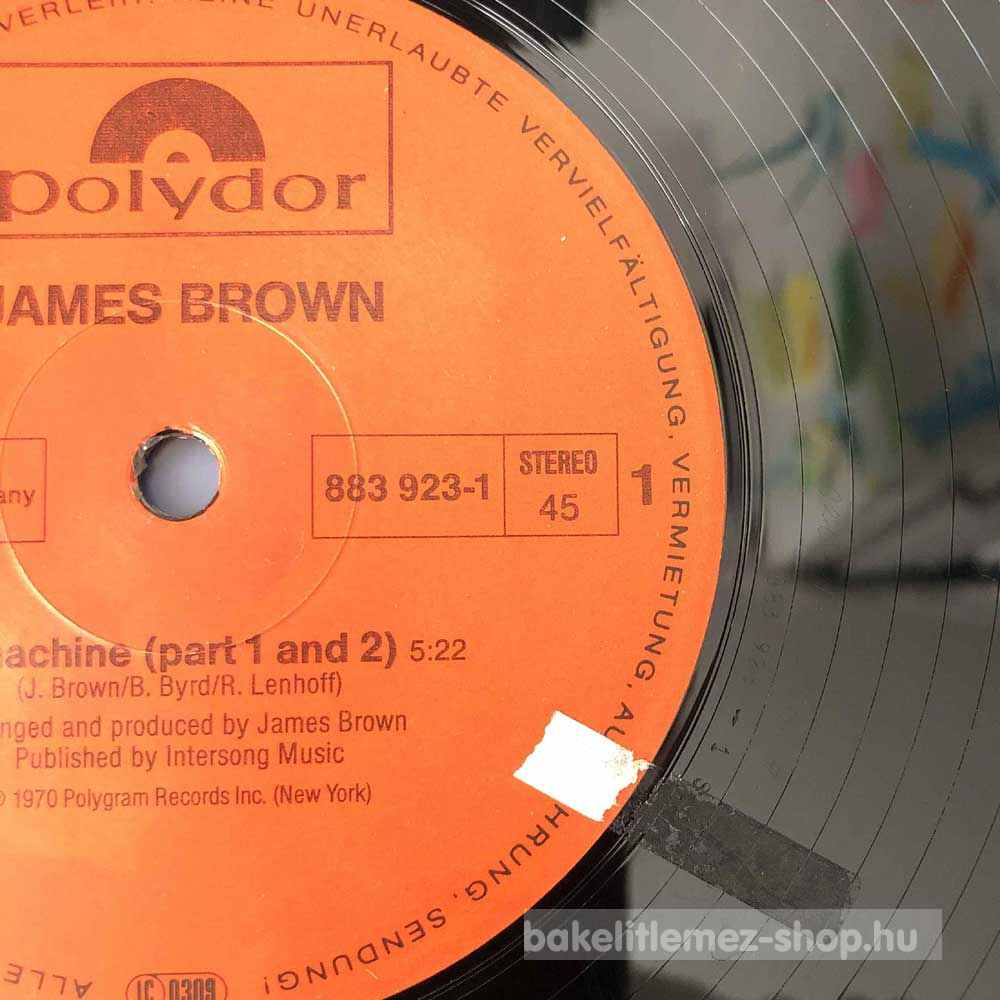 VERLEIH. KEINE UNERLAUBTE VERVIELFÄLTIGUNG, VERMIETUNG, AU HRUNG, SENDUNG!
polydor
JAMES BROWN
any
883 923-1
STEREO
45
1
achine (part 1 and 2) 5:22
(J. Brown/B. Byrd/R. Lenhoff)
nged and produced by James Brown
Published by Intersong Music
℗ 1970 Polygram Records Inc. (New York)
ALLE
LC 0309
bakelitlemez-shop.hu